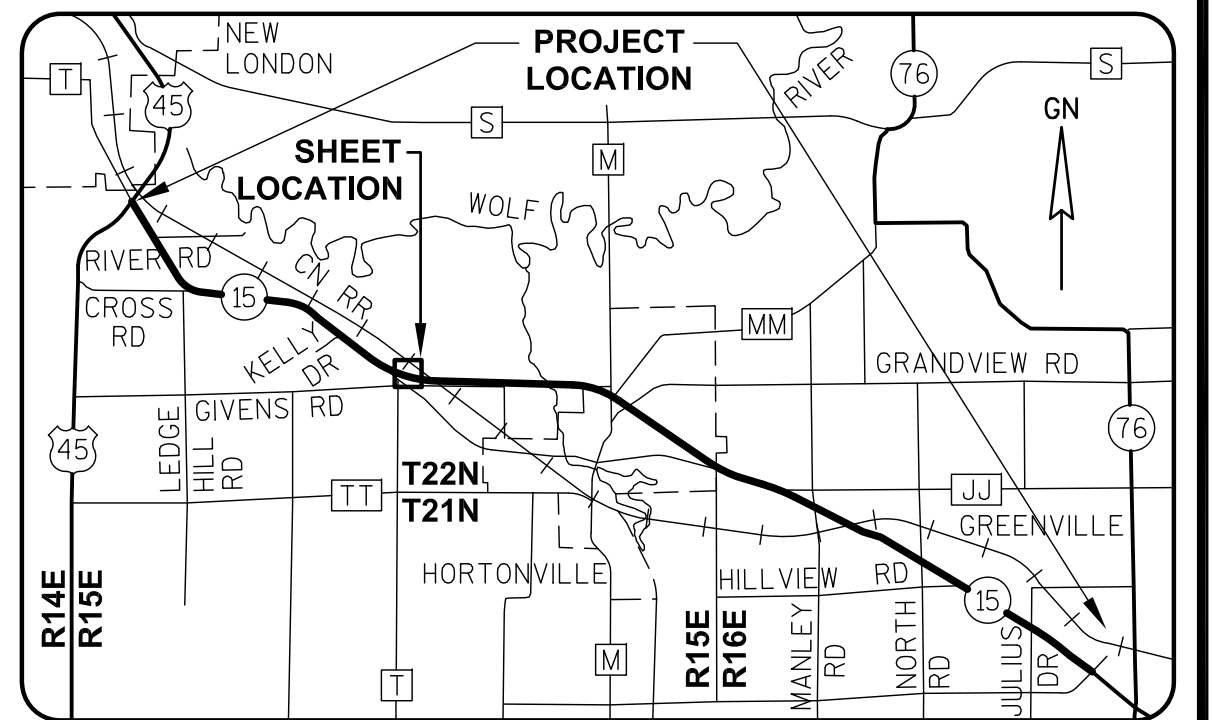 NEW
LONDON
PROJECT
LOCATION
76
T
S
45
RIVER
GN
S
SHEET
LOCATION
M
WOLF
RIVER RD
CN RR
15
CROSS
RD
MM
KELLY
DR
GRANDVIEW RD
GIVENS RD
LEDGE
HILL
RD
76
45
T22N
TT
JJ
T21N
GREENVILLE
HORTONVILLE
HILLVIEW RD
R14E
R15E
15
R15E
R16E
MANLEY
RD
NORTH
RD
JULIUS
DR
M
T